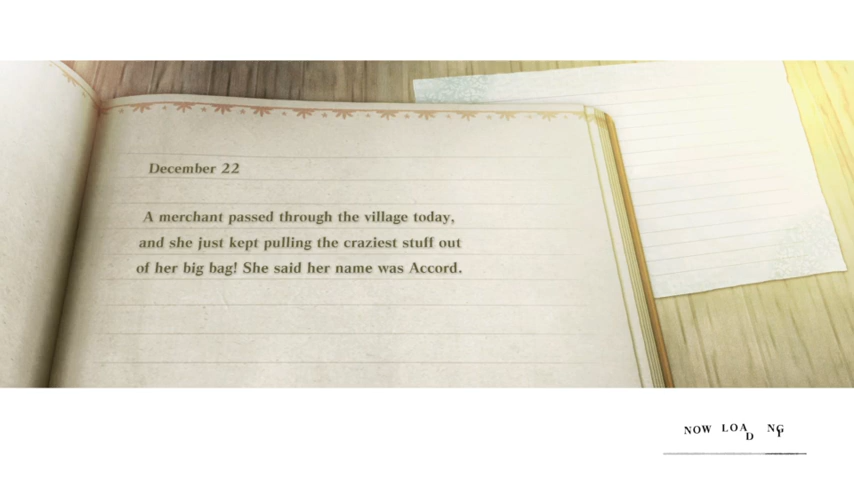 December 22
A merchant passed through the village today,
and she just kept pulling the craziest stuff out
of her big bag! She said her name was Accord.
NOW LOADING